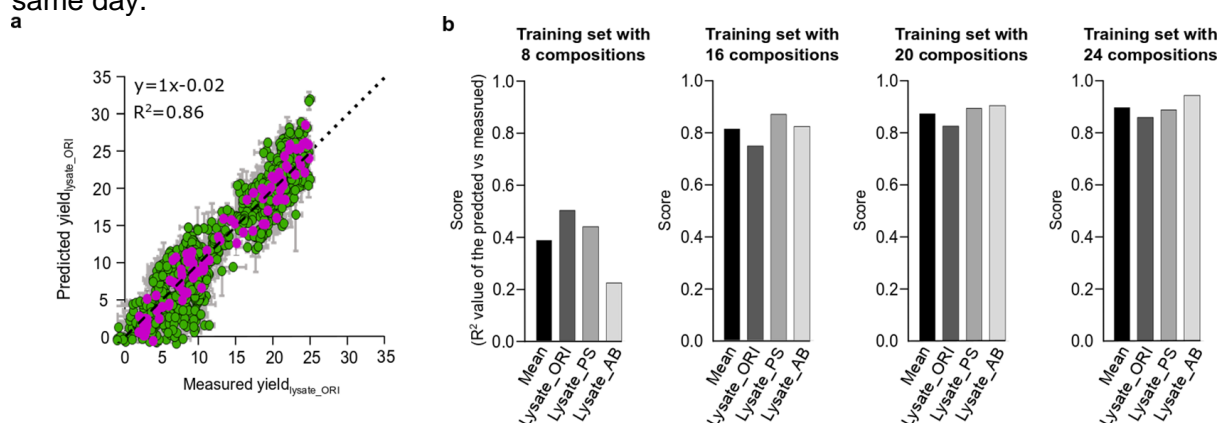 same day.
a
b
y=1x-0.02
R²=0.86
35
30
25
20
15
10
5
0
0 5 10 15 20 25 30 35
Predicted yieldlysate_ORI
Measured yieldlysate_ORI
Training set with
8 compositions
Score
(R² value of the predcted vs measrued)
1.0
0.8
0.6
0.4
0.2
0.0
Mean
Lysate_ORI
Lysate_PS
Lysate_AB
Training set with
16 compositions
Score
1.0
0.8
0.6
0.4
0.2
0.0
Mean
Lysate_ORI
Lysate_PS
Lysate_AB
Training set with
20 compositions
Score
1.0
0.8
0.6
0.4
0.2
0.0
Mean
Lysate_ORI
Lysate_PS
Lysate_AB
Training set with
24 compositions
Score
1.0
0.8
0.6
0.4
0.2
0.0
Mean
Lysate_ORI
Lysate_PS
Lysate_AB